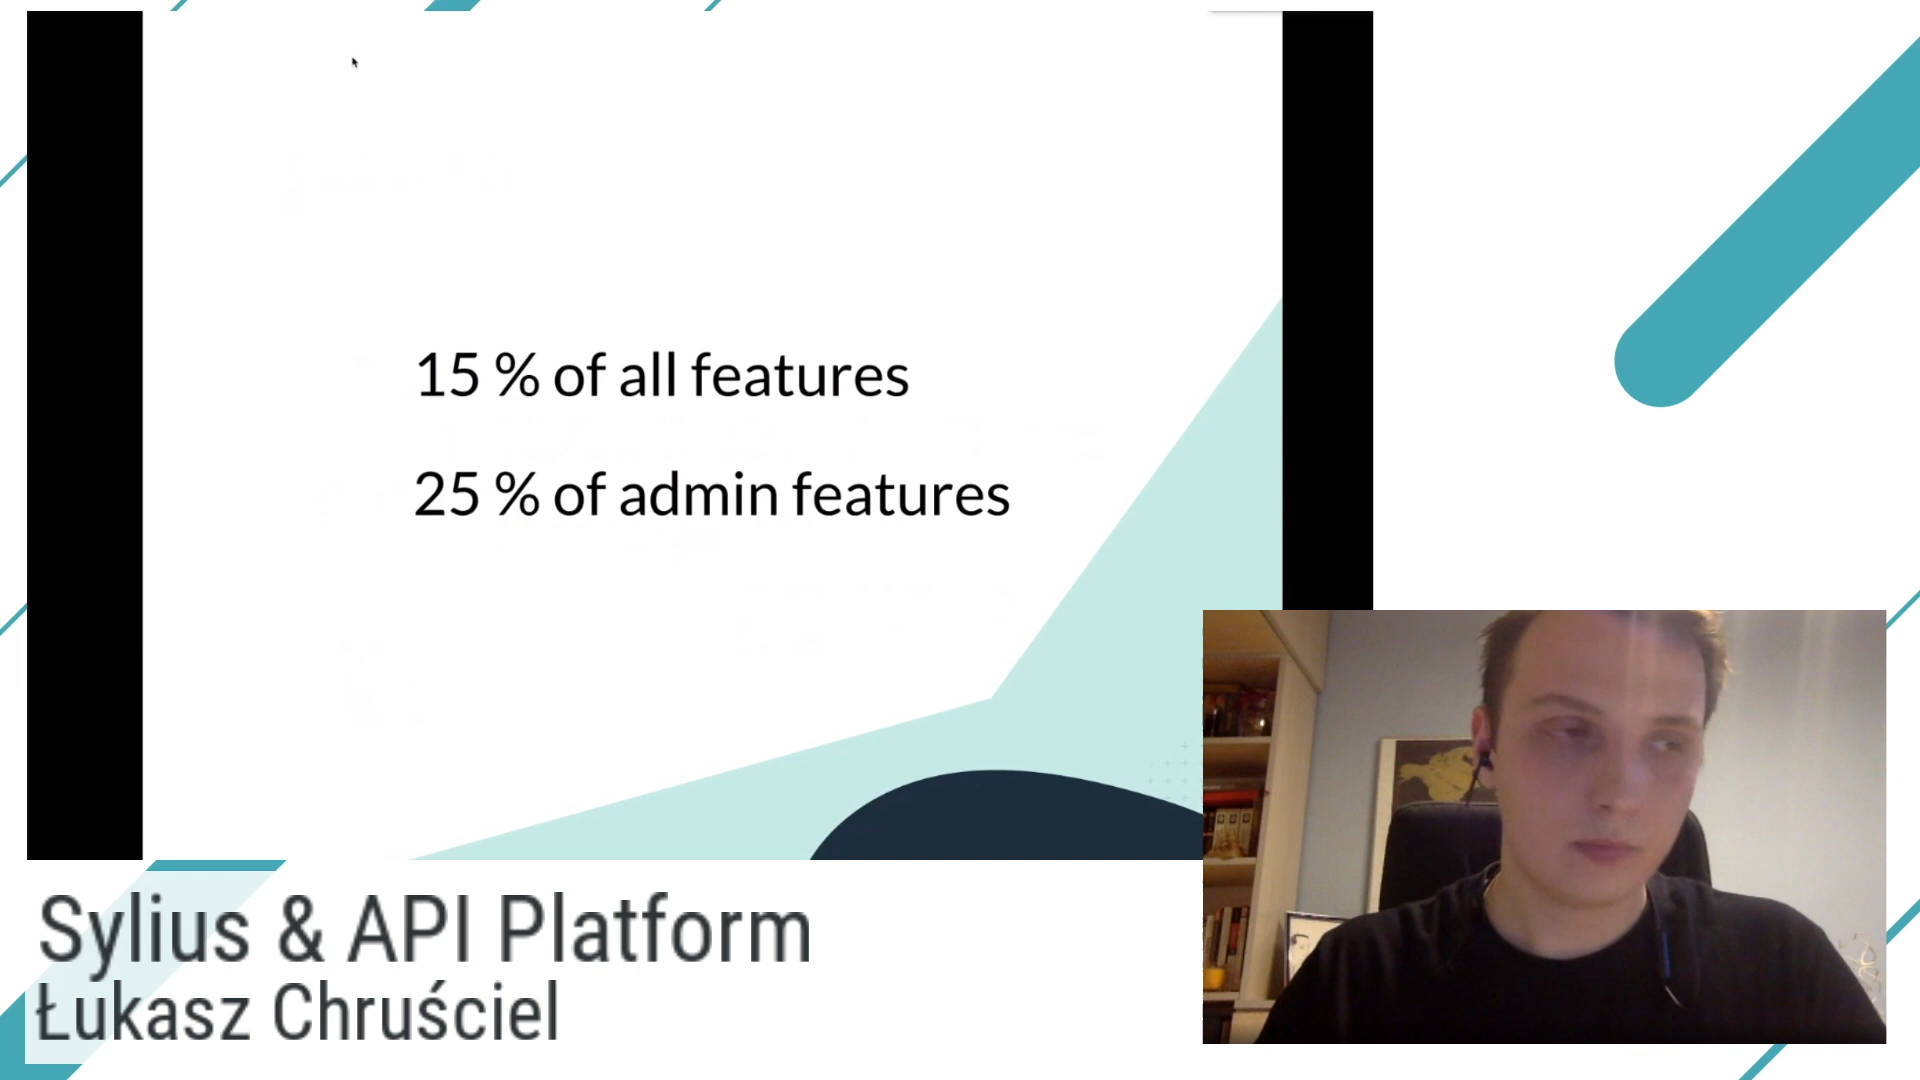 15 % of all features
25 % of admin features
Sylius & API Platform
Łukasz Chruściel